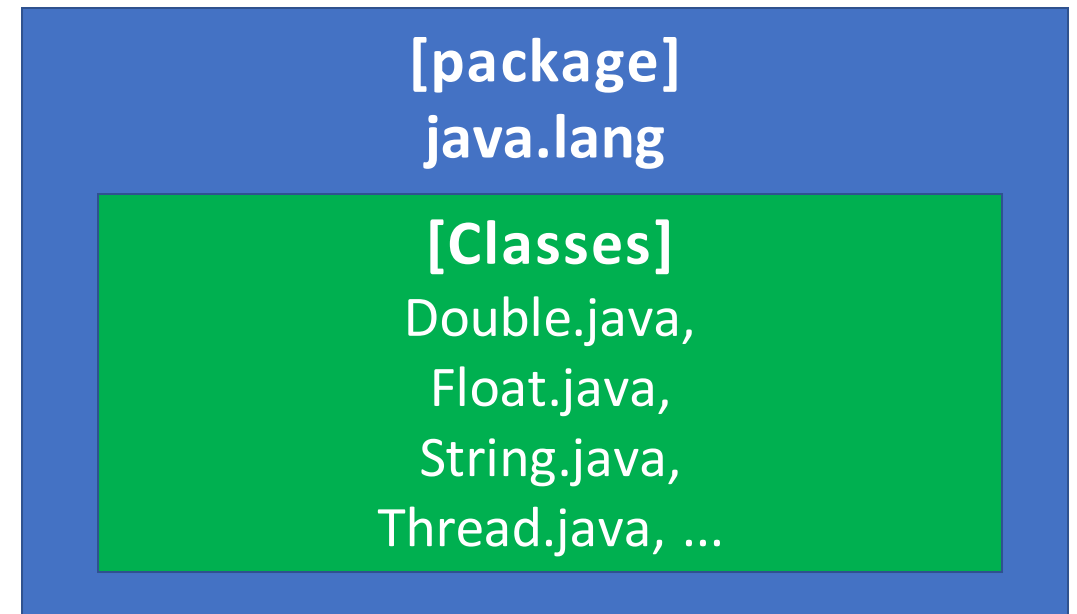 [package]
java.lang
[Classes]
Double.java,
Float.java,
String.java,
Thread.java, ...